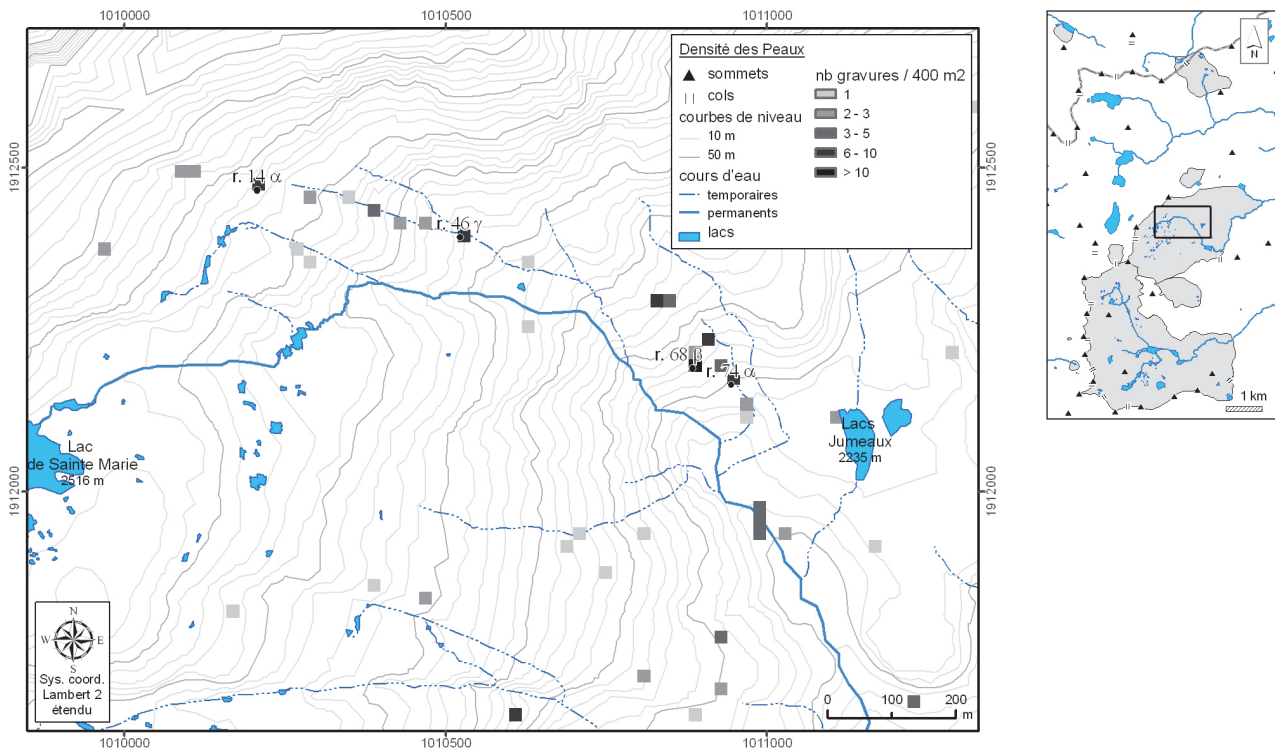 1010000
1010500
1011000
Densité des Peaux
sommets
cols
courbes de niveau
10 m
50 m
cours d'eau
temporaires
permanents
lacs
nb gravures / 400 m2
1
2 - 3
3 - 5
6 - 10
> 10
N
1912500
1912500
r. 14 α
r. 46 γ
r. 68 β
r. 74 α
Lacs
Jumeaux
2235 m
1 km
Lac
de Sainte Marie
2516 m
1912000
1912000
N
W
E
S
Sys. coord.
Lambert 2
étendu
0
100
200
m
1010000
1010500
1011000